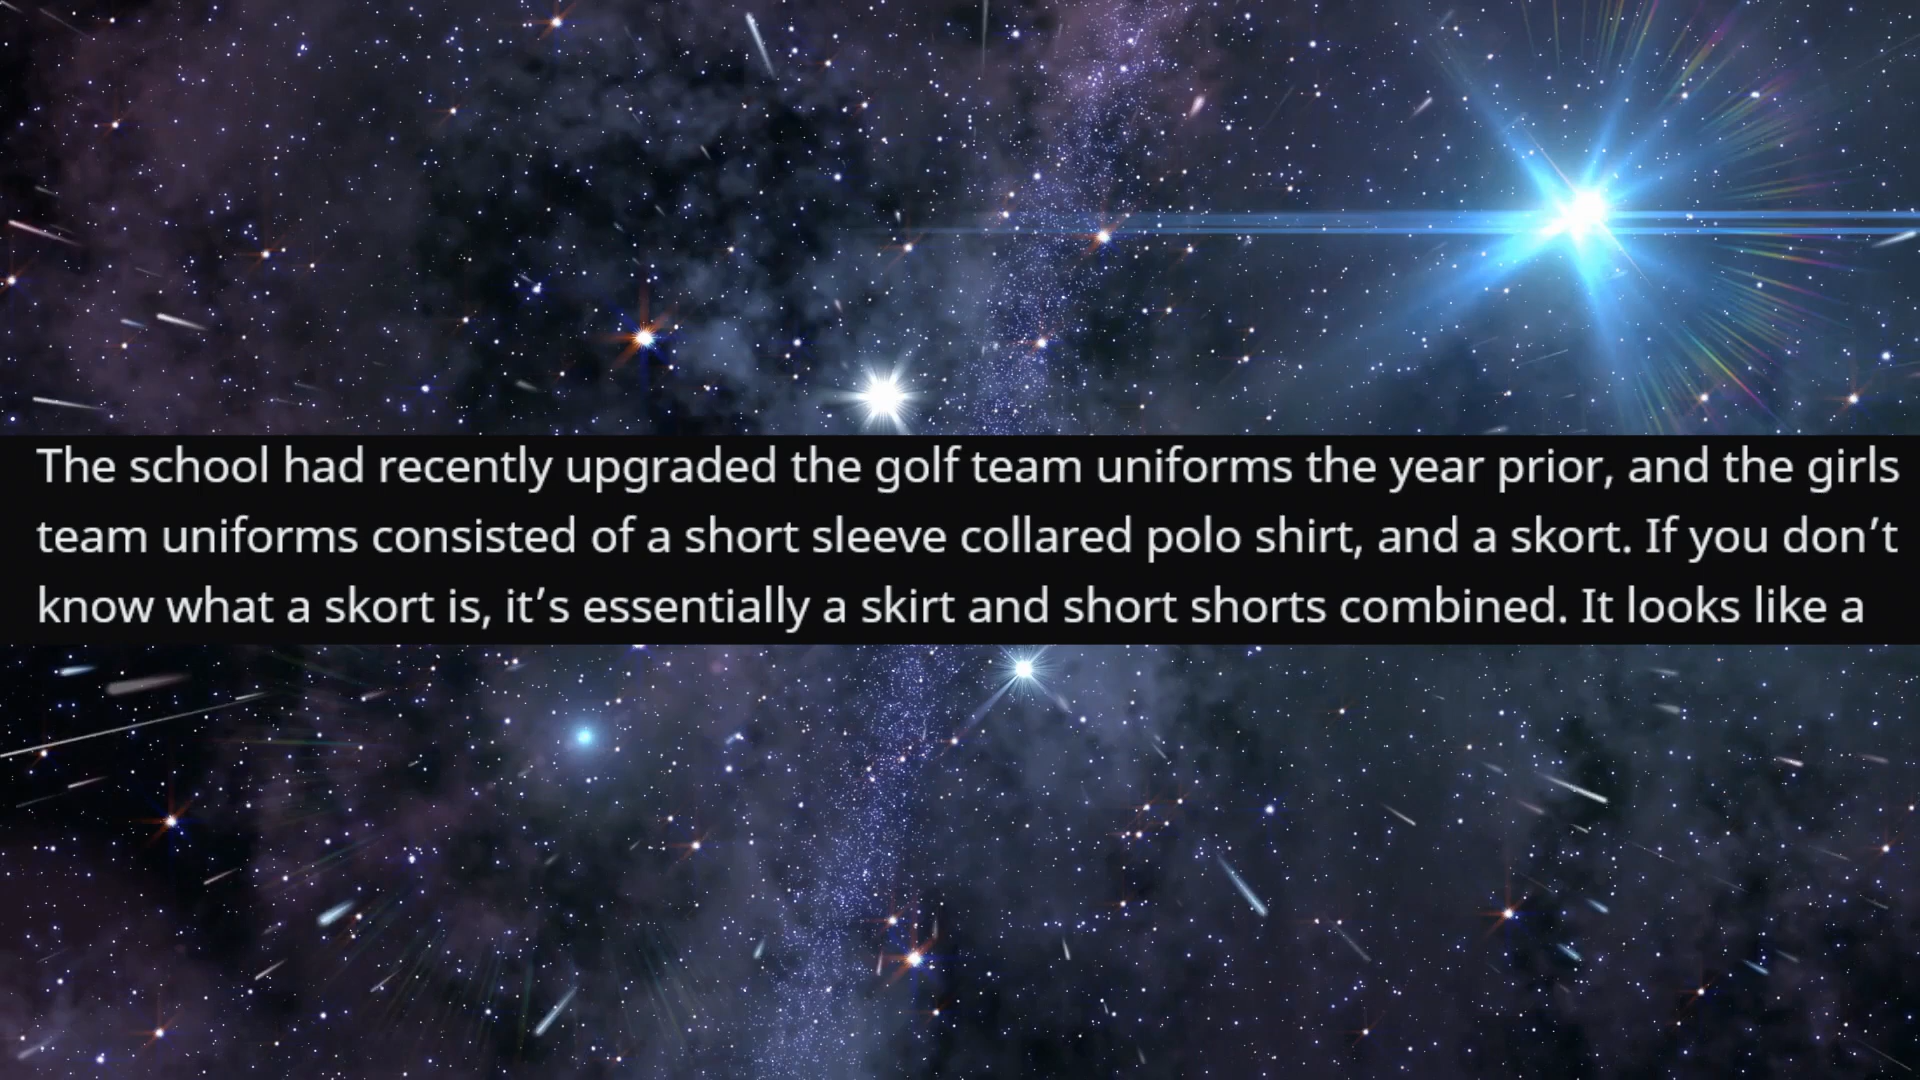 The school had recently upgraded the golf team uniforms the year prior, and the girls
team uniforms consisted of a short sleeve collared polo shirt, and a skort. If you don’t
know what a skort is, it’s essentially a skirt and short shorts combined. It looks like a